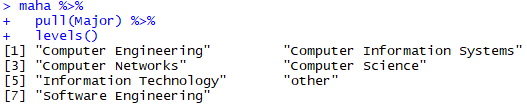 > maha %>%
+   pull(Major) %>%
+   levels()
[1] "Computer Engineering"         "Computer Information Systems"
[3] "Computer Networks"            "Computer Science"
[5] "Information Technology"       "other"
[7] "Software Engineering"